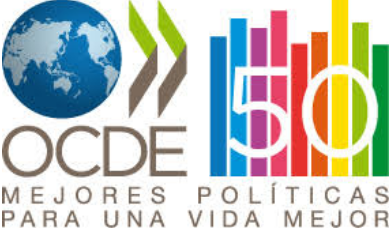 OCDE 50
MEJORES POLÍTICAS
PARA UNA VIDA MEJOR